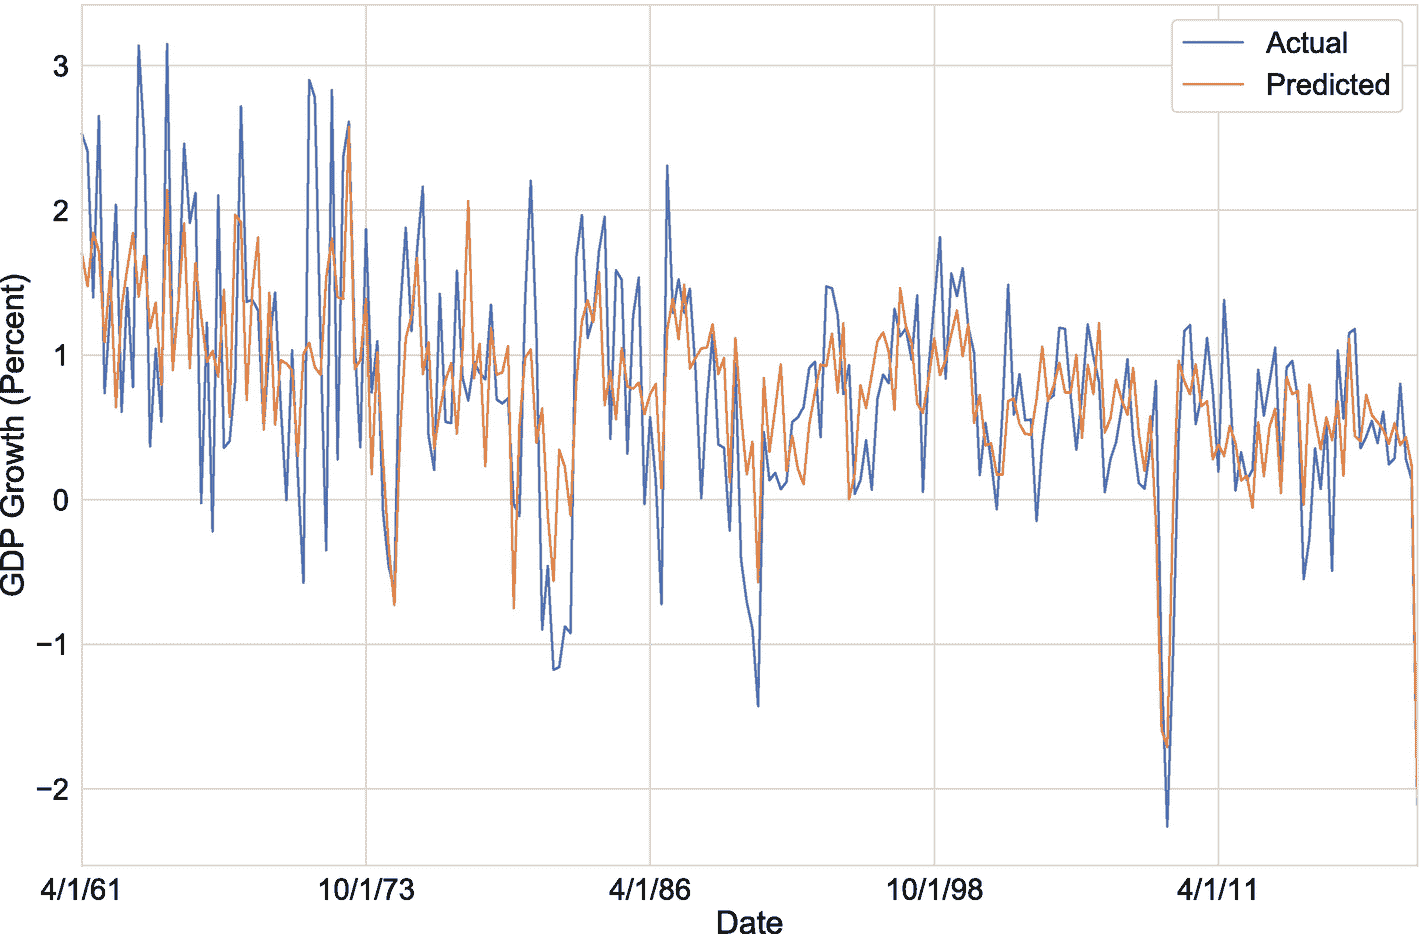 Actual
Predicted
GDP Growth (Percent)
3
2
1
0
−1
−2
4/1/61
10/1/73
4/1/86
10/1/98
4/1/11
Date